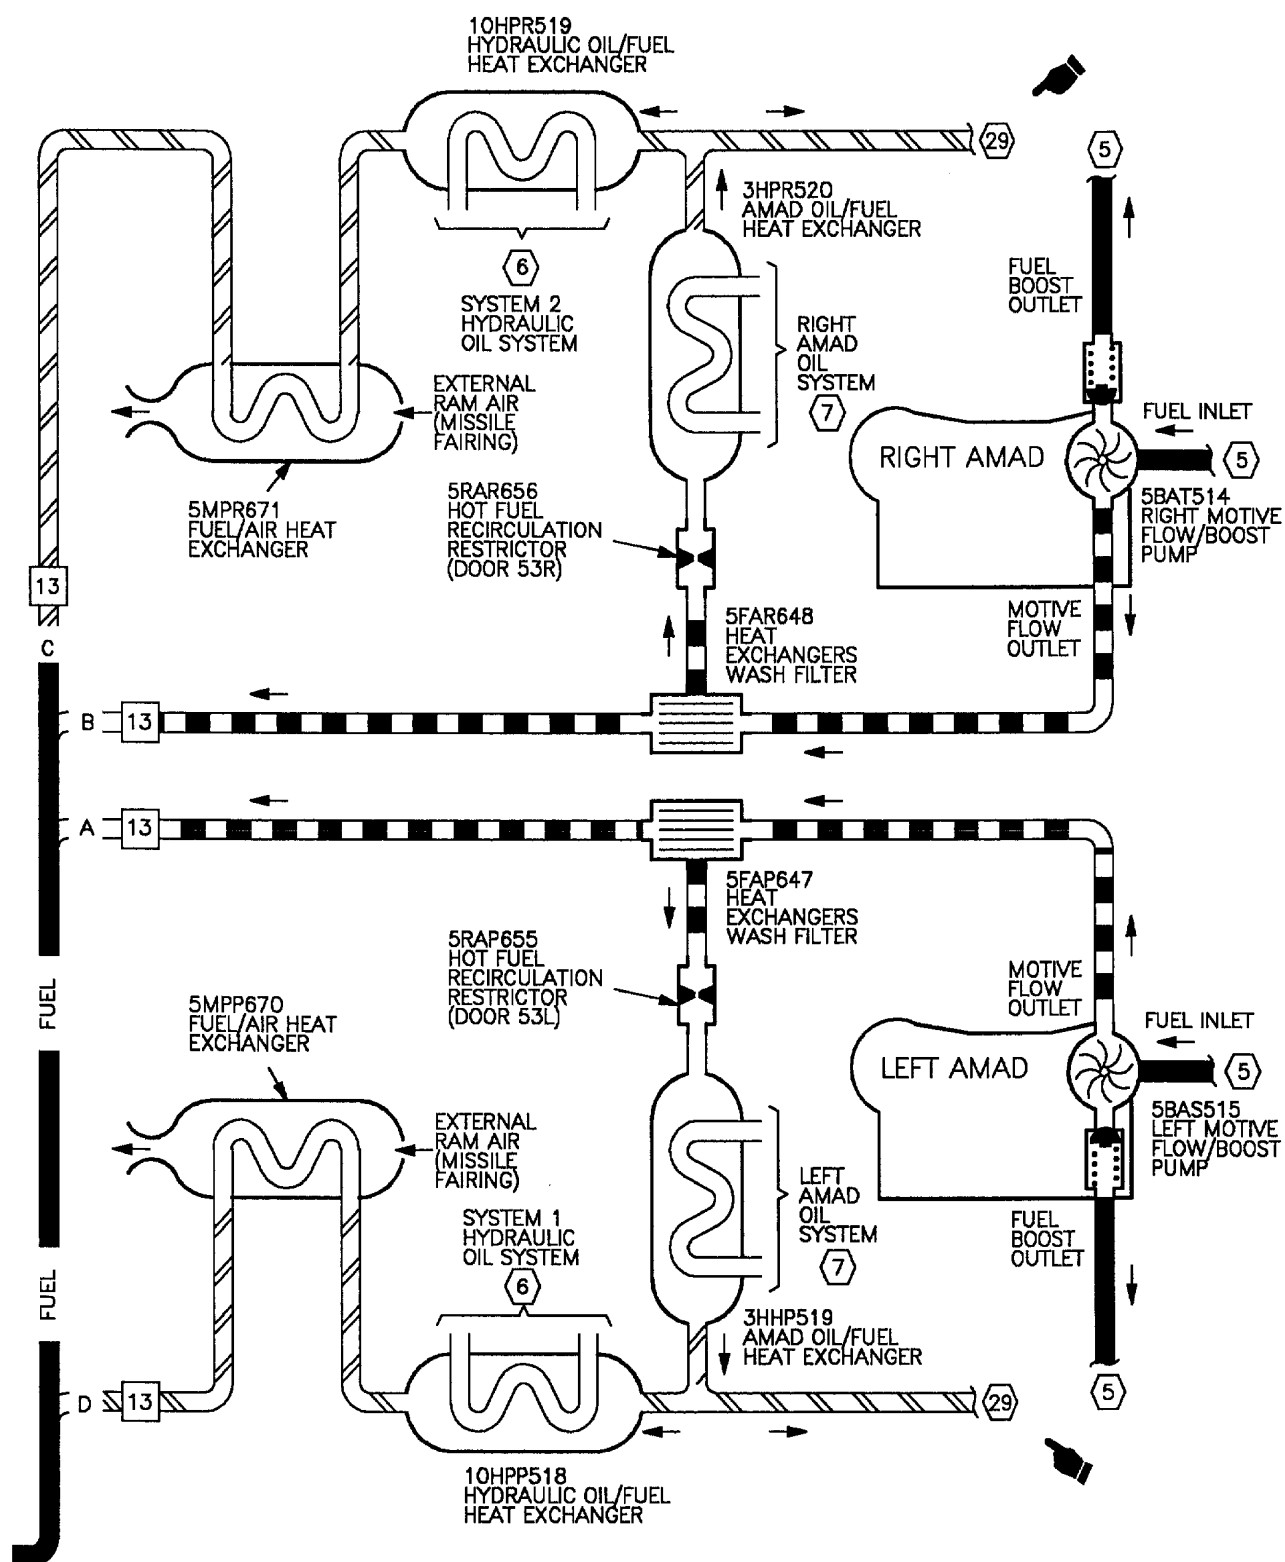 10HPR519
HYDRAULIC OIL/FUEL
HEAT EXCHANGER
29
5
3HPR520
AMAD OIL/FUEL
HEAT EXCHANGER
6
SYSTEM 2
HYDRAULIC
OIL SYSTEM
FUEL
BOOST
OUTLET
RIGHT
AMAD
OIL
SYSTEM
7
EXTERNAL
RAM AIR
(MISSILE
FAIRING)
FUEL INLET
RIGHT AMAD
5
5MPR671
FUEL/AIR HEAT
EXCHANGER
5RAR656
HOT FUEL
RECIRCULATION
RESTRICTOR
(DOOR 53R)
5BAT514
RIGHT MOTIVE
FLOW/BOOST
PUMP
13
MOTIVE
FLOW
OUTLET
5FAR648
HEAT
EXCHANGERS
WASH FILTER
C
B
13
A
13
5FAP647
HEAT
EXCHANGERS
WASH FILTER
5RAP655
HOT FUEL
RECIRCULATION
RESTRICTOR
(DOOR 53L)
MOTIVE
FLOW
OUTLET
FUEL
5MPP670
FUEL/AIR HEAT
EXCHANGER
FUEL INLET
LEFT AMAD
5
5BAS515
LEFT MOTIVE
FLOW/BOOST
PUMP
EXTERNAL
RAM AIR
(MISSILE
FAIRING)
LEFT
AMAD
OIL
SYSTEM
7
SYSTEM 1
HYDRAULIC
OIL SYSTEM
6
FUEL
BOOST
OUTLET
FUEL
3HHP519
AMAD OIL/FUEL
HEAT EXCHANGER
D
13
29
5
10HPP518
HYDRAULIC OIL/FUEL
HEAT EXCHANGER